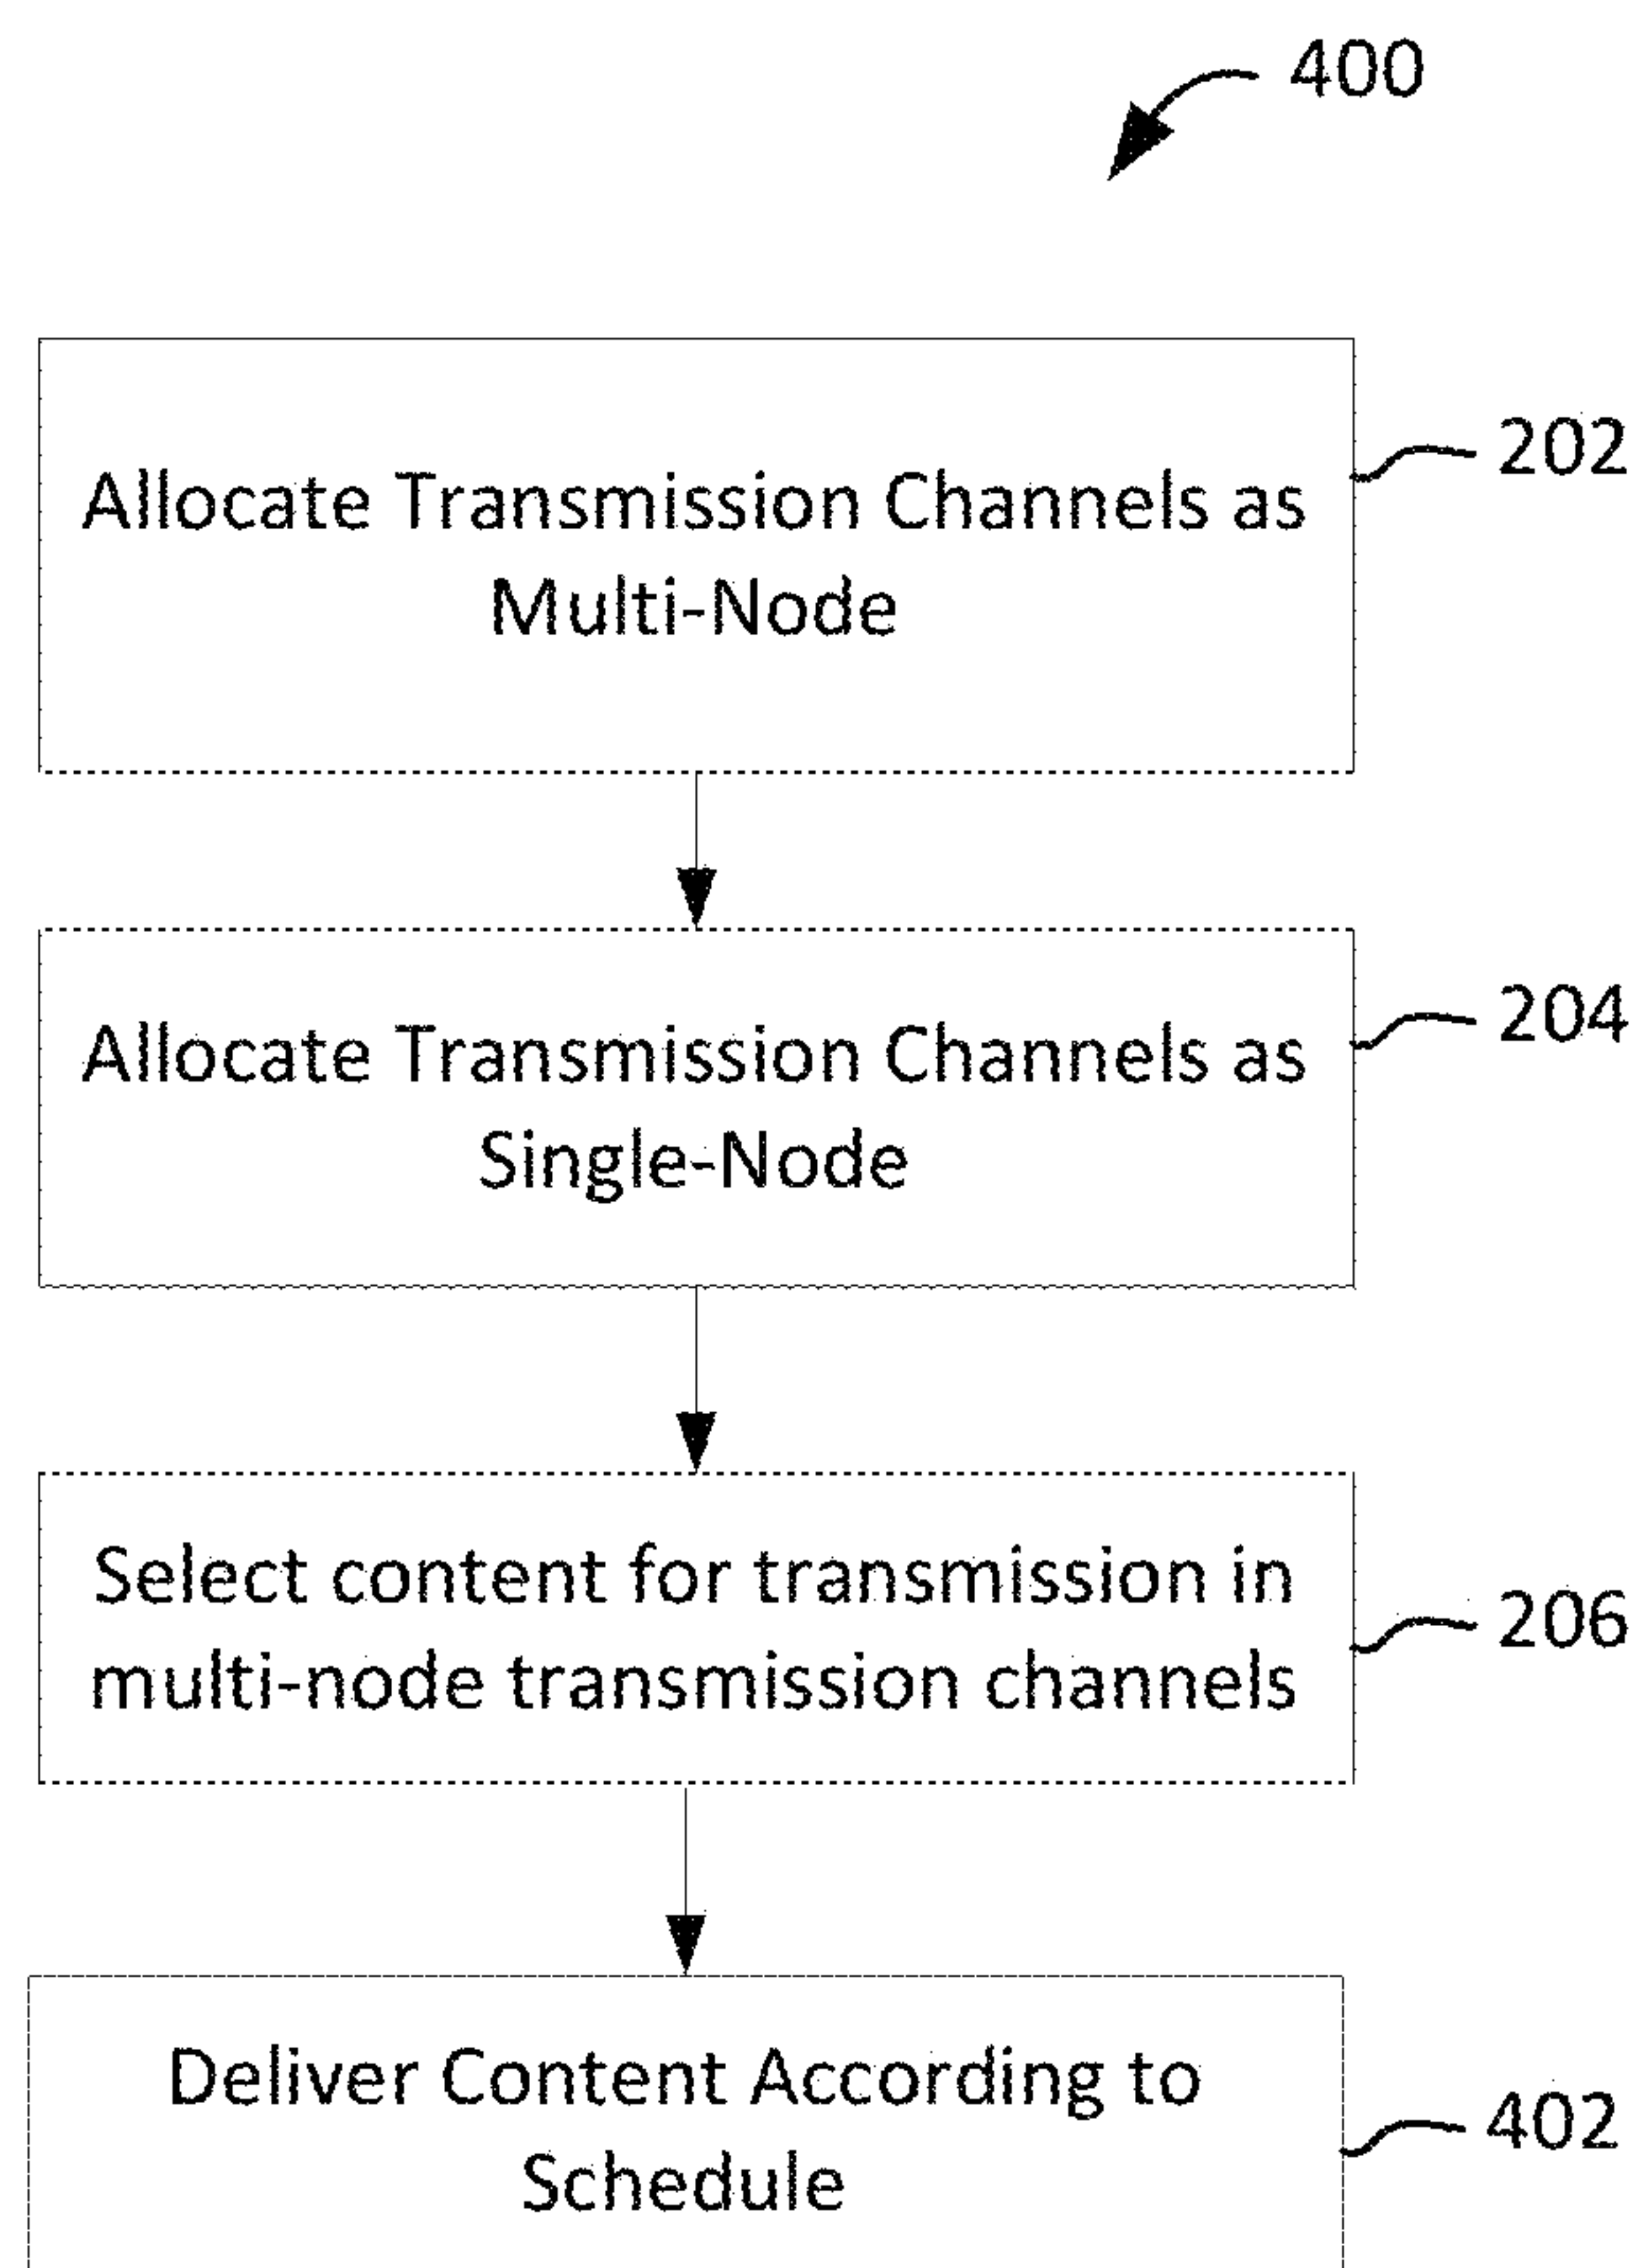 400
Allocate Transmission Channels as
Multi-Node
202
Allocate Transmission Channels as
Single-Node
204
Select content for transmission in
multi-node transmission channels
206
Deliver Content According to
Schedule
402